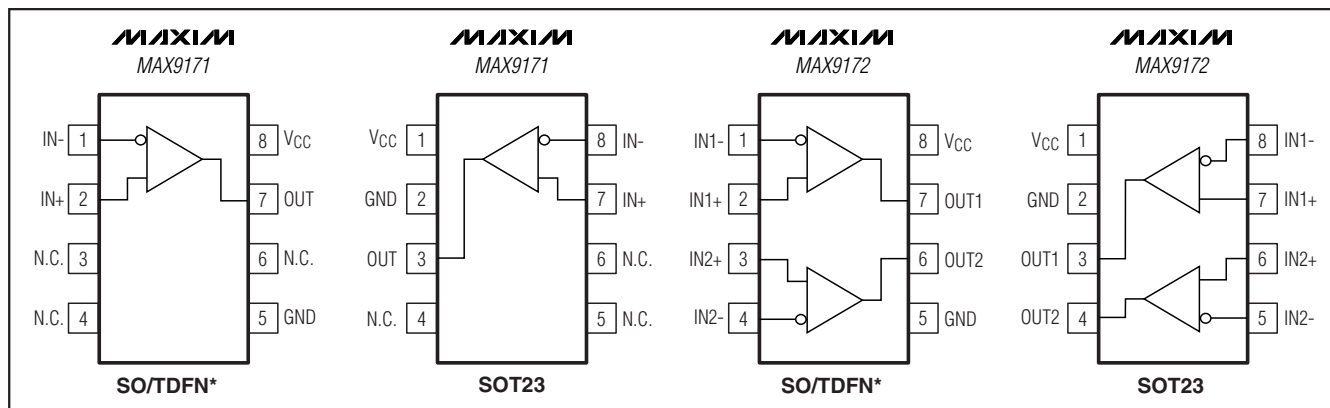 MAXIM
MAX9171
IN- 1
8 VCC
IN+ 2
7 OUT
N.C. 3
6 N.C.
N.C. 4
5 GND
SO/TDFN*
MAXIM
MAX9171
VCC 1
8 IN-
GND 2
7 IN+
OUT 3
6 N.C.
N.C. 4
5 N.C.
SOT23
MAXIM
MAX9172
IN1- 1
8 VCC
IN1+ 2
7 OUT1
IN2+ 3
6 OUT2
IN2- 4
5 GND
SO/TDFN*
MAXIM
MAX9172
VCC 1
8 IN1-
GND 2
7 IN1+
OUT1 3
6 IN2+
OUT2 4
5 IN2-
SOT23